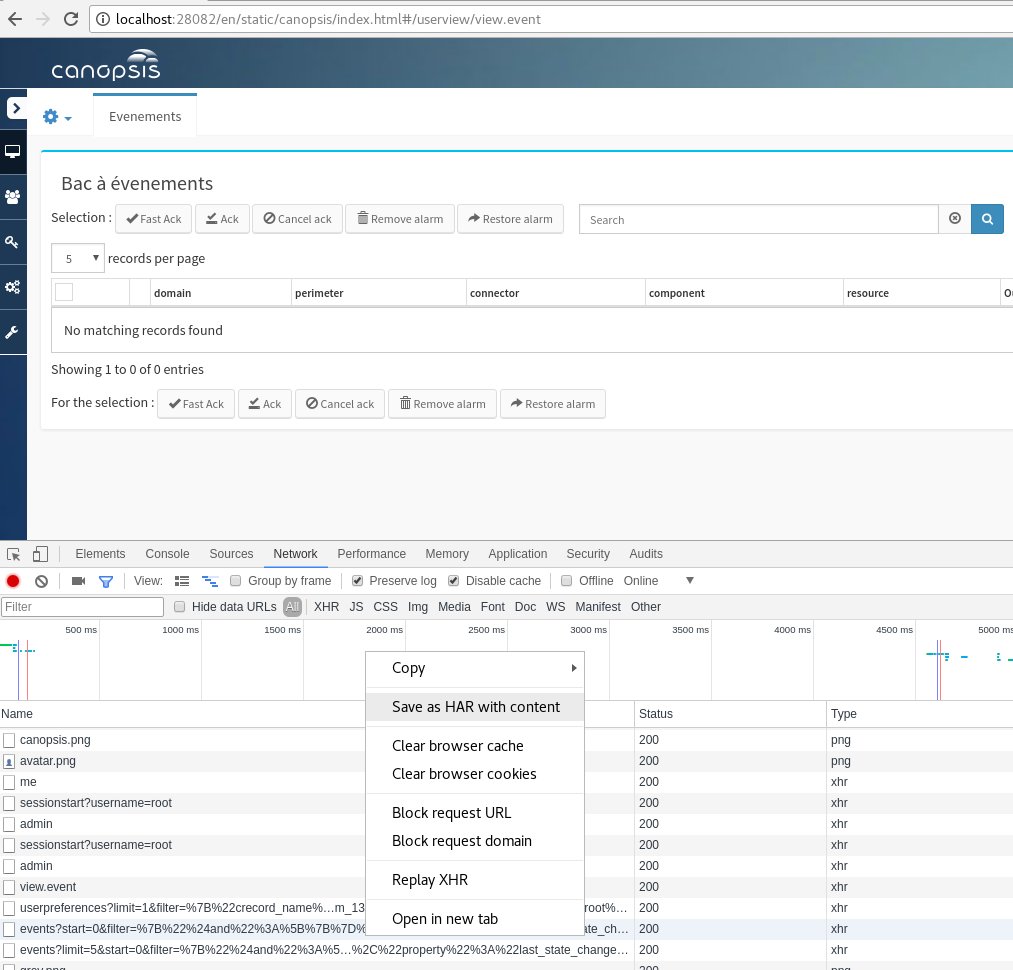 localhost:28082/en/static/canopsis/index.html#/userview/view.event
canopsis
Evenements
Bac à évenements
Selection : Fast Ack Ack Cancel ack Remove alarm Restore alarm Search
5 records per page
domain perimeter connector component resource
No matching records found
Showing 1 to 0 of 0 entries
For the selection : Fast Ack Ack Cancel ack Remove alarm Restore alarm
Elements Console Sources Network Performance Memory Application Security Audits
View: Group by frame Preserve log Disable cache Offline Online
Filter Hide data URLs All XHR JS CSS Img Media Font Doc WS Manifest Other
500 ms 1000 ms 1500 ms 2000 ms 2500 ms 3000 ms 3500 ms 4000 ms 4500 ms 5000 ms
Copy
Save as HAR with content
Clear browser cache
Clear browser cookies
Block request URL
Block request domain
Replay XHR
Open in new tab
Name Status Type
canopsis.png 200 png
avatar.png 200 png
me 200 xhr
sessionstart?username=root 200 xhr
admin 200 xhr
sessionstart?username=root 200 xhr
admin 200 xhr
view.event 200 xhr
userpreferences?limit=1&filter=%7B%22crecord_name%…m_13 root%… 200 xhr
events?start=0&filter=%7B%22%24and%22%3A%5B%7B%7D% ate_ch… 200 xhr
events?limit=5&start=0&filter=%7B%22%24and%22%3A%5…%2C%22property%22%3A%22last_state_change… 200 xhr